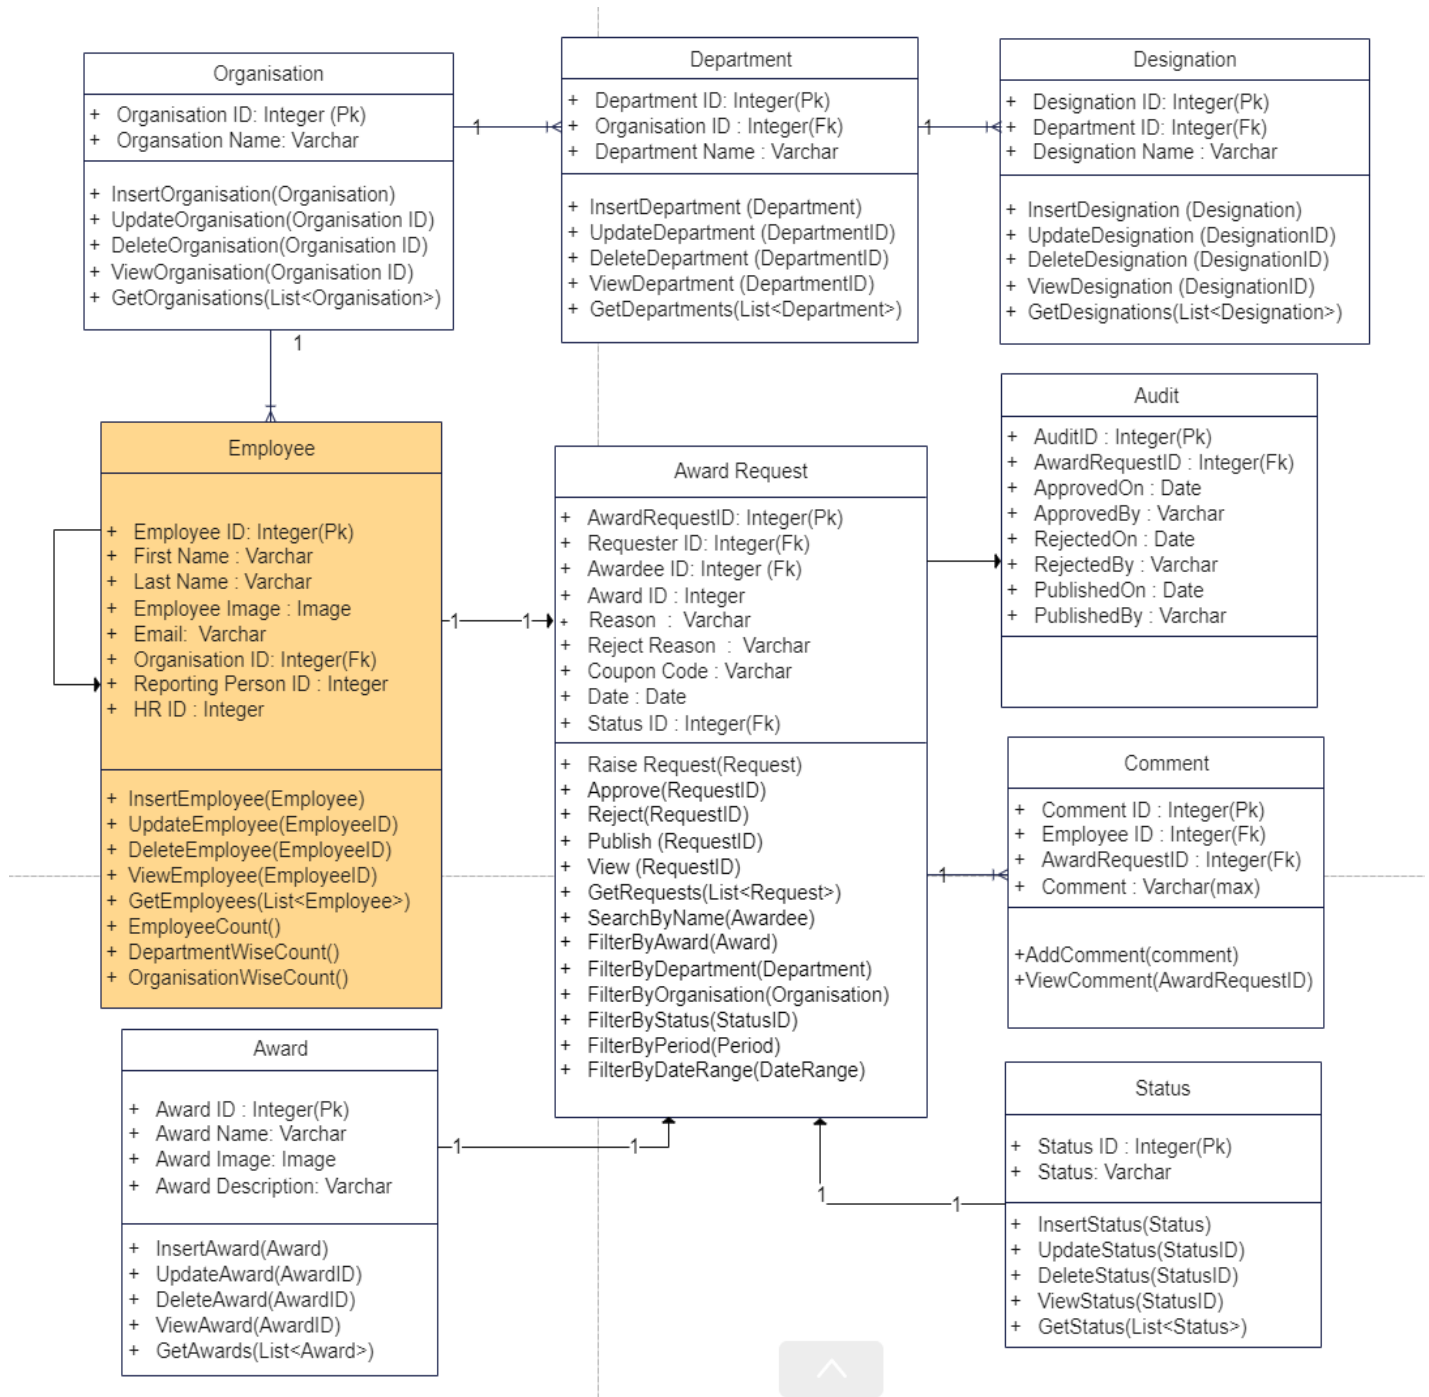 Organisation
+ Organisation ID: Integer (Pk)
+ Organsation Name: Varchar
+ InsertOrganisation(Organisation)
+ UpdateOrganisation(Organisation ID)
+ DeleteOrganisation(Organisation ID)
+ ViewOrganisation(Organisation ID)
+ GetOrganisations(List<Organisation>)
1
1
Department
+ Department ID: Integer(Pk)
+ Organisation ID : Integer(Fk)
+ Department Name : Varchar
+ InsertDepartment (Department)
+ UpdateDepartment (DepartmentID)
+ DeleteDepartment (DepartmentID)
+ ViewDepartment (DepartmentID)
+ GetDepartments(List<Department>)
1
Designation
+ Designation ID: Integer(Pk)
+ Department ID: Integer(Fk)
+ Designation Name : Varchar
+ InsertDesignation (Designation)
+ UpdateDesignation (DesignationID)
+ DeleteDesignation (DesignationID)
+ ViewDesignation (DesignationID)
+ GetDesignations(List<Designation>)
Employee
+ Employee ID: Integer(Pk)
+ First Name : Varchar
+ Last Name : Varchar
+ Employee Image : Image
+ Email: Varchar
+ Organisation ID: Integer(Fk)
+ Reporting Person ID : Integer
+ HR ID : Integer
+ InsertEmployee(Employee)
+ UpdateEmployee(EmployeeID)
+ DeleteEmployee(EmployeeID)
+ ViewEmployee(EmployeeID)
+ GetEmployees(List<Employee>)
+ EmployeeCount()
+ DepartmentWiseCount()
+ OrganisationWiseCount()
1
1
Award Request
+ AwardRequestID: Integer(Pk)
+ Requester ID: Integer(Fk)
+ Awardee ID: Integer (Fk)
+ Award ID : Integer
+ Reason : Varchar
+ Reject Reason : Varchar
+ Coupon Code : Varchar
+ Date : Date
+ Status ID : Integer(Fk)
+ Raise Request(Request)
+ Approve(RequestID)
+ Reject(RequestID)
+ Publish (RequestID)
+ View (RequestID)
+ GetRequests(List<Request>)
+ SearchByName(Awardee)
+ FilterByAward(Award)
+ FilterByDepartment(Department)
+ FilterByOrganisation(Organisation)
+ FilterByStatus(StatusID)
+ FilterByPeriod(Period)
+ FilterByDateRange(DateRange)
1
Audit
+ AuditID : Integer(Pk)
+ AwardRequestID : Integer(Fk)
+ ApprovedOn : Date
+ ApprovedBy : Varchar
+ RejectedOn : Date
+ RejectedBy : Varchar
+ PublishedOn : Date
+ PublishedBy : Varchar
Comment
+ Comment ID : Integer(Pk)
+ Employee ID : Integer(Fk)
+ AwardRequestID : Integer(Fk)
+ Comment : Varchar(max)
+AddComment(comment)
+ViewComment(AwardRequestID)
Award
+ Award ID : Integer(Pk)
+ Award Name: Varchar
+ Award Image: Image
+ Award Description: Varchar
+ InsertAward(Award)
+ UpdateAward(AwardID)
+ DeleteAward(AwardID)
+ ViewAward(AwardID)
+ GetAwards(List<Award>)
1
1
1
1
Status
+ Status ID : Integer(Pk)
+ Status: Varchar
+ InsertStatus(Status)
+ UpdateStatus(StatusID)
+ DeleteStatus(StatusID)
+ ViewStatus(StatusID)
+ GetStatus(List<Status>)